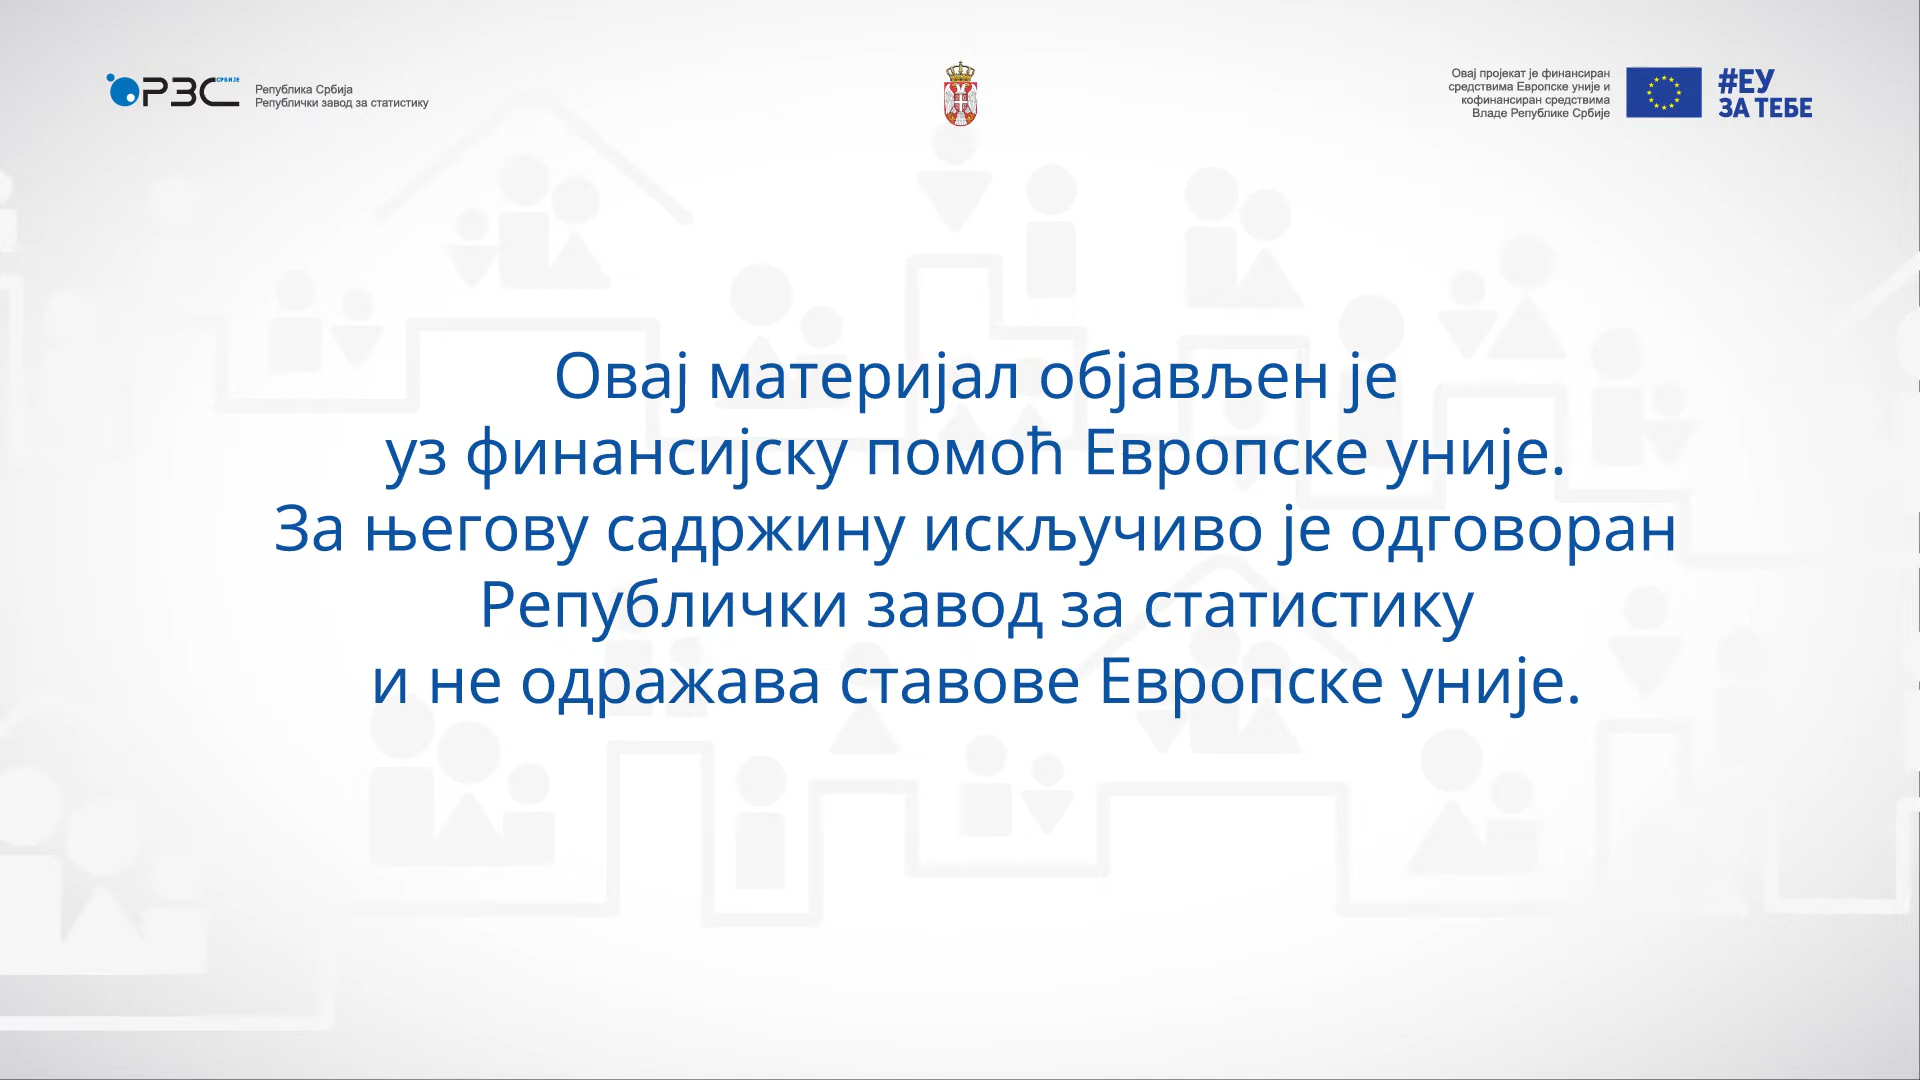 РЗС СРБИЈЕ
Република Србија
Републички завод за статистику
Овај пројекат је финансиран
средствима Европске уније и
кофинансиран средствима
Владе Републике Србије
#ЕУ
ЗА ТЕБЕ
Овај материјал објављен је
уз финансијску помоћ Европске уније.
За његову садржину искључиво је одговоран
Републички завод за статистику
и не одражава ставове Европске уније.